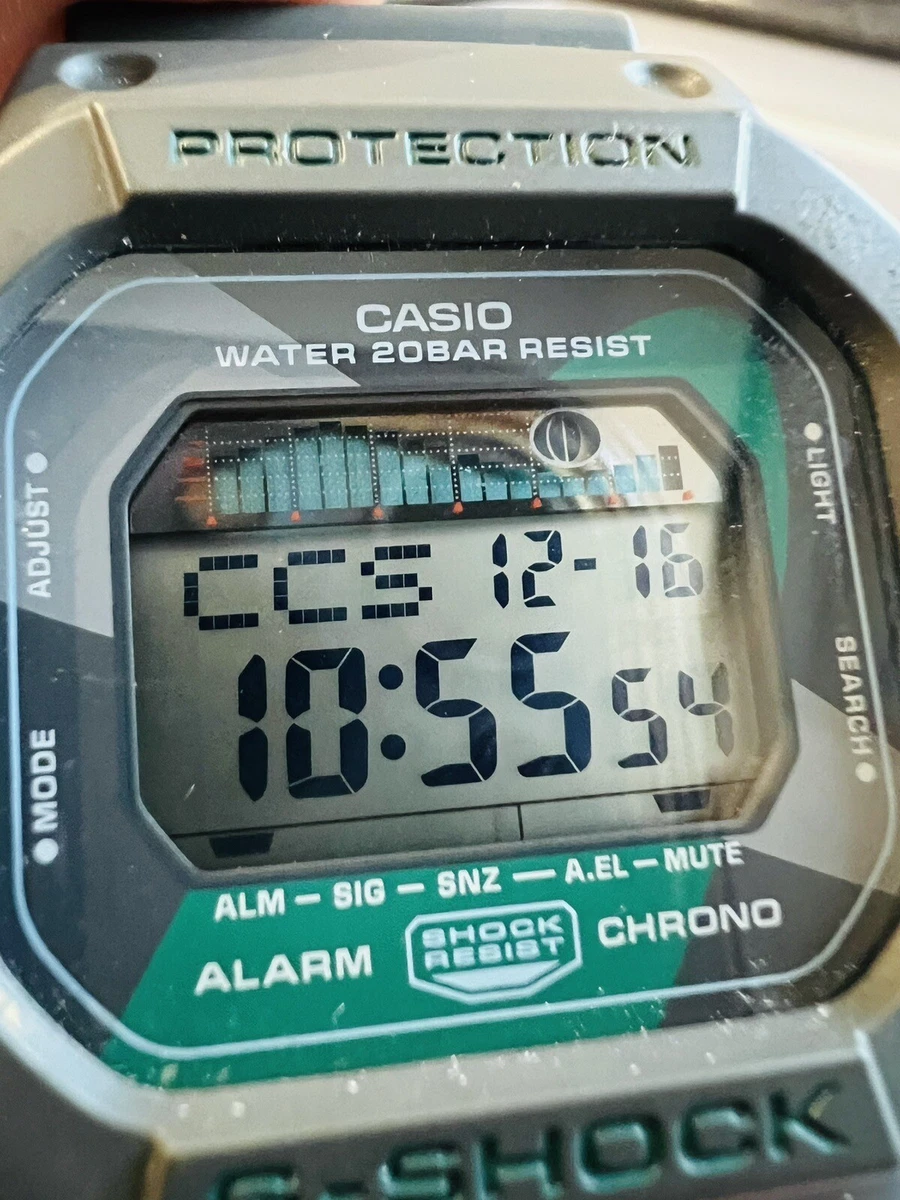 PROTECTION
CASIO
WATER 20BAR RESIST
ADJUST
LIGHT
CCS 12-16
10:55 54
MODE
SEARCH
ALM — SIG — SNZ — A.EL — MUTE
ALARM
SHOCK
RESIST
CHRONO
G-SHOCK